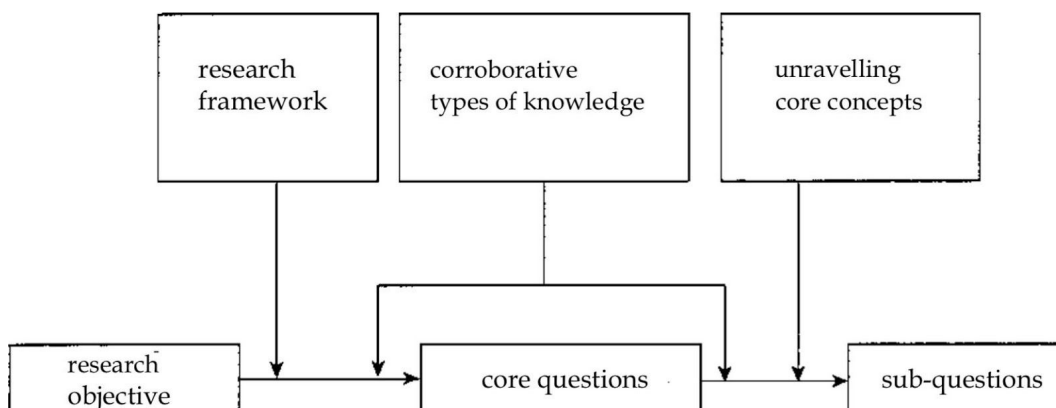 research
framework
corroborative
types of knowledge
unravelling
core concepts
research
objective
core questions
sub-questions